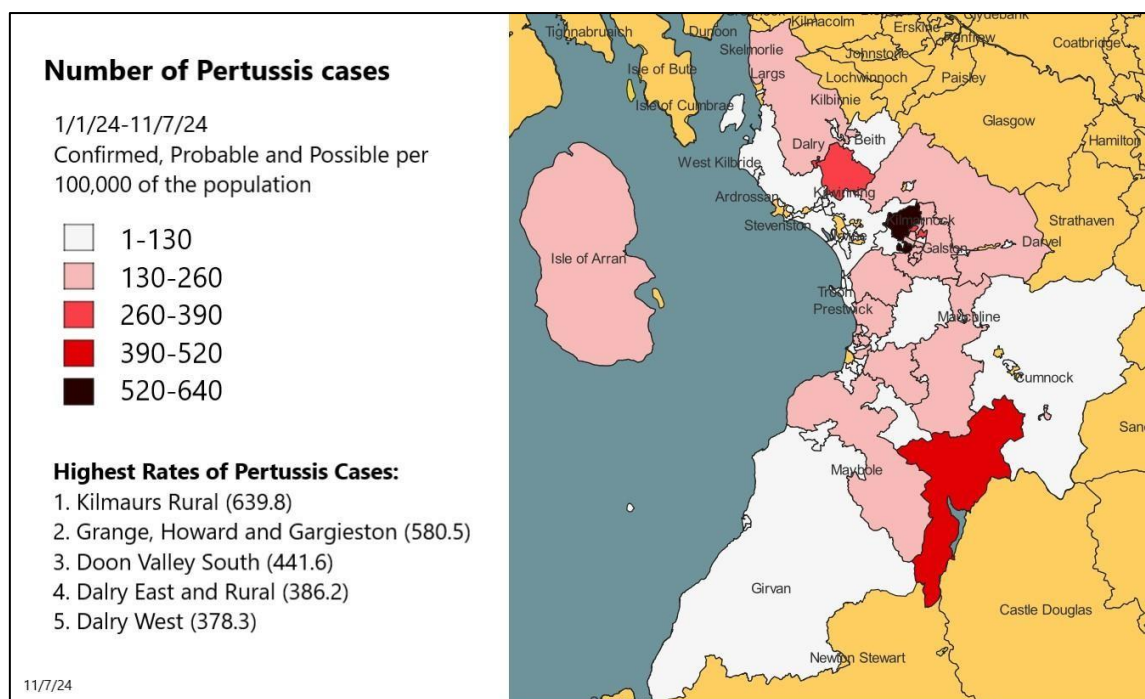 Number of Pertussis cases
1/1/24-11/7/24
Confirmed, Probable and Possible per
100,000 of the population
1-130
130-260
260-390
390-520
520-640
Highest Rates of Pertussis Cases:
1. Kilmaurs Rural (639.8)
2. Grange, Howard and Gargieston (580.5)
3. Doon Valley South (441.6)
4. Dalry East and Rural (386.2)
5. Dalry West (378.3)
11/7/24
Tighnabruaich
Dunoon
Kilmacolm
Clydebank
Erskine
Renfrew
Skelmorlie
Johnstone
Coatbridge
Isle of Bute
Largs
Lochwinnoch
Paisley
Isle of Cumbrae
Kilbirnie
Glasgow
Dalry
Beith
Hamilton
West Kilbride
Ardrossan
Kilwinning
Stevenston
Kilmarnock
Strathaven
Galston
Darvel
Isle of Arran
Troon
Prestwick
Mauchline
Cumnock
Maybole
Girvan
Castle Douglas
Newton Stewart